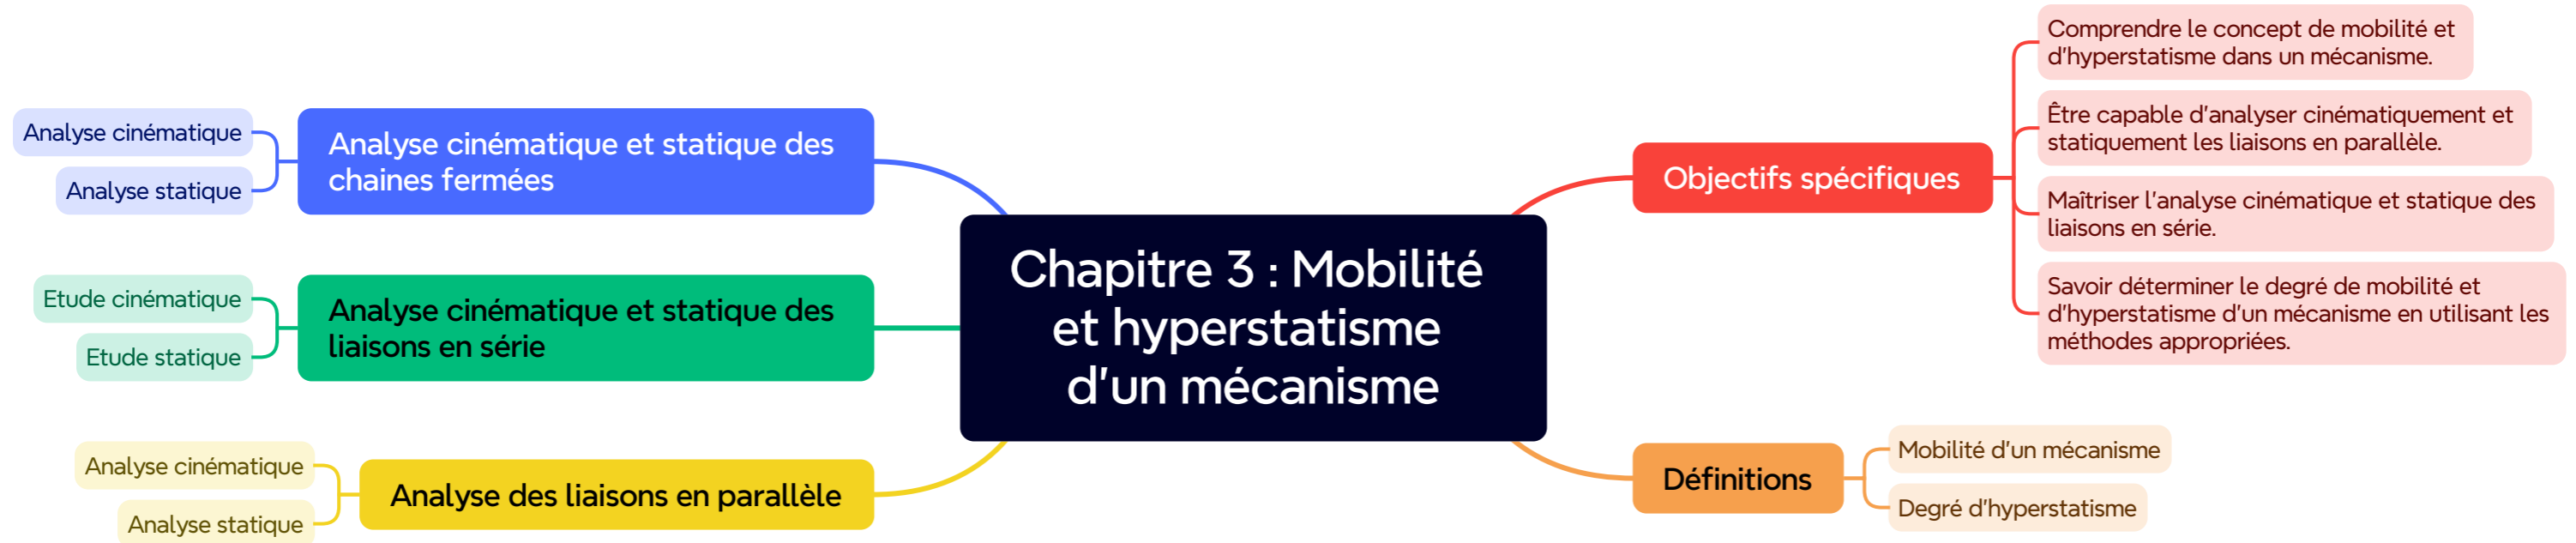 Chapitre 3 : Mobilité
et hyperstatisme
d'un mécanisme
Objectifs spécifiques
Comprendre le concept de mobilité et
d'hyperstatisme dans un mécanisme.
Être capable d'analyser cinématiquement et
statiquement les liaisons en parallèle.
Maîtriser l'analyse cinématique et statique des
liaisons en série.
Savoir déterminer le degré de mobilité et
d'hyperstatisme d'un mécanisme en utilisant les
méthodes appropriées.
Définitions
Mobilité d'un mécanisme
Degré d'hyperstatisme
Analyse des liaisons en parallèle
Analyse cinématique
Analyse statique
Analyse cinématique et statique des
liaisons en série
Etude cinématique
Etude statique
Analyse cinématique et statique des
chaines fermées
Analyse cinématique
Analyse statique